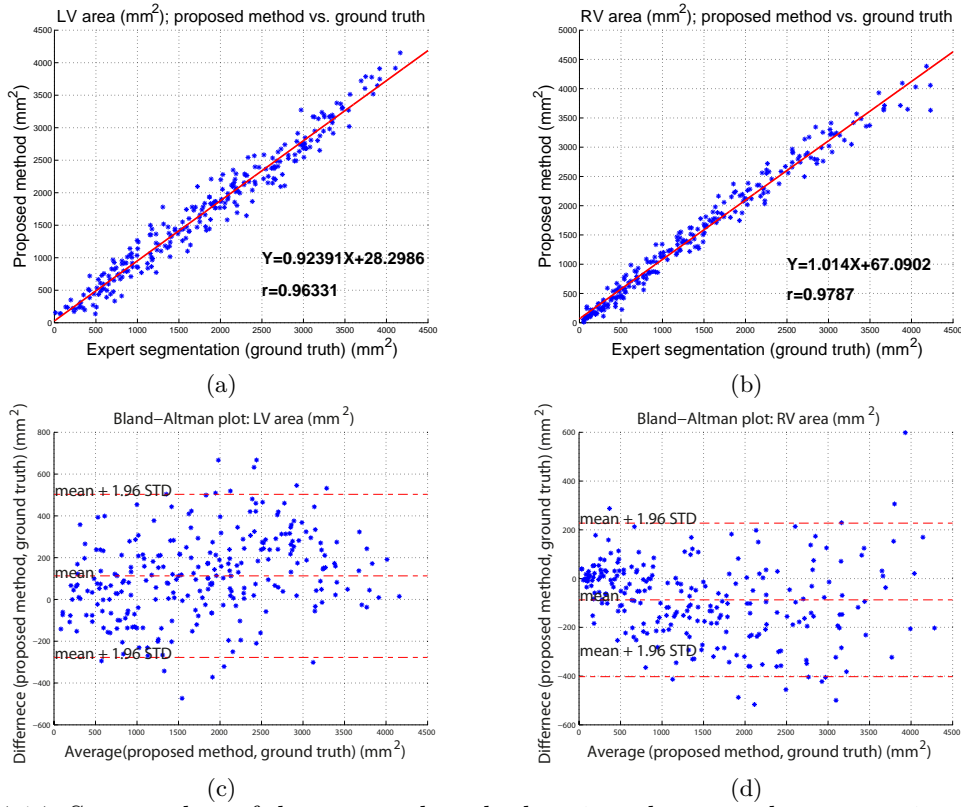 LV area (mm²); proposed method vs. ground truth
Proposed method (mm²)
4500
4000
3500
3000
2500
2000
1500
1000
500
0
Y=0.92391X+28.2986
r=0.96331
0 500 1000 1500 2000 2500 3000 3500 4000 4500
Expert segmentation (ground truth) (mm²)
(a)
RV area (mm²); proposed method vs. ground truth
Proposed method (mm²)
5000
4500
4000
3500
3000
2500
2000
1500
1000
500
0
Y=1.014X+67.0902
r=0.9787
0 500 1000 1500 2000 2500 3000 3500 4000 4500
Expert segmentation (ground truth) (mm²)
(b)
Bland−Altman plot: LV area (mm²)
Differnece (proposed method, ground truth) (mm²)
800
600
400
200
0
−200
−400
−600
mean + 1.96 STD
mean
mean + 1.96 STD
0 500 1000 1500 2000 2500 3000 3500 4000 4500
Average(proposed method, ground truth) (mm²)
(c)
Bland−Altman plot: RV area (mm²)
Differnece (proposed method, ground truth) (mm²)
600
400
200
0
−200
−400
−600
mean + 1.96 STD
mean
mean + 1.96 STD
0 500 1000 1500 2000 2500 3000 3500 4000 4500
Average (proposed method, ground truth) (mm²)
(d)